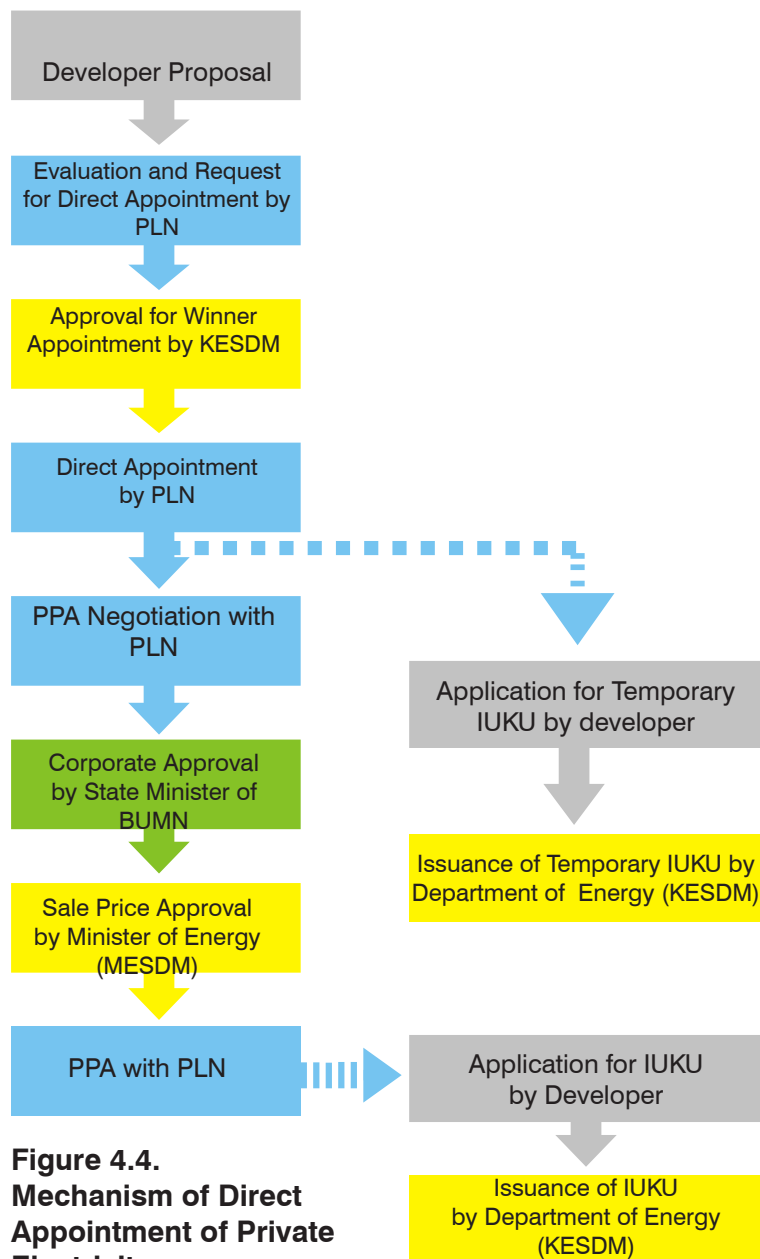 Developer Proposal
Evaluation and Request
for Direct Appointment by
PLN
Approval for Winner
Appointment by KESDM
Direct Appointment
by PLN
PPA Negotiation with
PLN
Corporate Approval
by State Minister of
BUMN
Sale Price Approval
by Minister of Energy
(MESDM)
PPA with PLN
Application for Temporary
IUKU by developer
Issuance of Temporary IUKU by
Department of Energy (KESDM)
Application for IUKU
by Developer
Issuance of IUKU
by Department of Energy
(KESDM)
Figure 4.4.
Mechanism of Direct
Appointment of Private